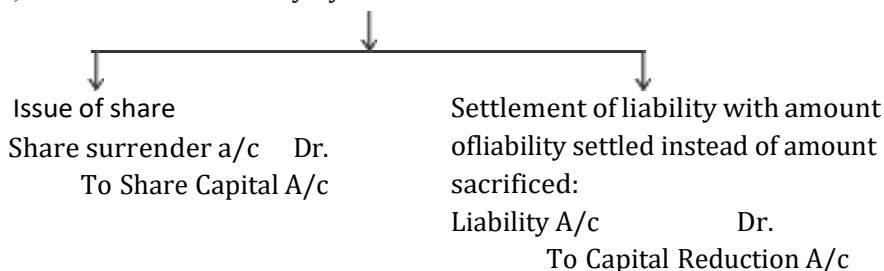 Issue of share
Share surrender a/c Dr.
To Share Capital A/c
Settlement of liability with amount
ofliability settled instead of amount
sacrificed:
Liability A/c Dr.
To Capital Reduction A/c